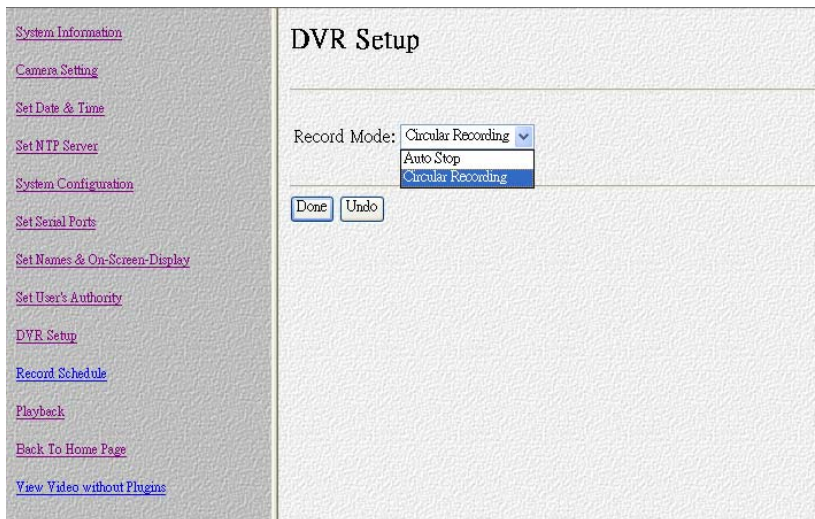 System Information
Camera Setting
Set Date & Time
Set NTP Server
System Configuration
Set Serial Ports
Set Names & On-Screen-Display
Set User's Authority
DVR Setup
Record Schedule
Playback
Back To Home Page
View Video without Plugins
DVR Setup
Record Mode: Circular Recording
Auto Stop
Circular Recording
Done Undo